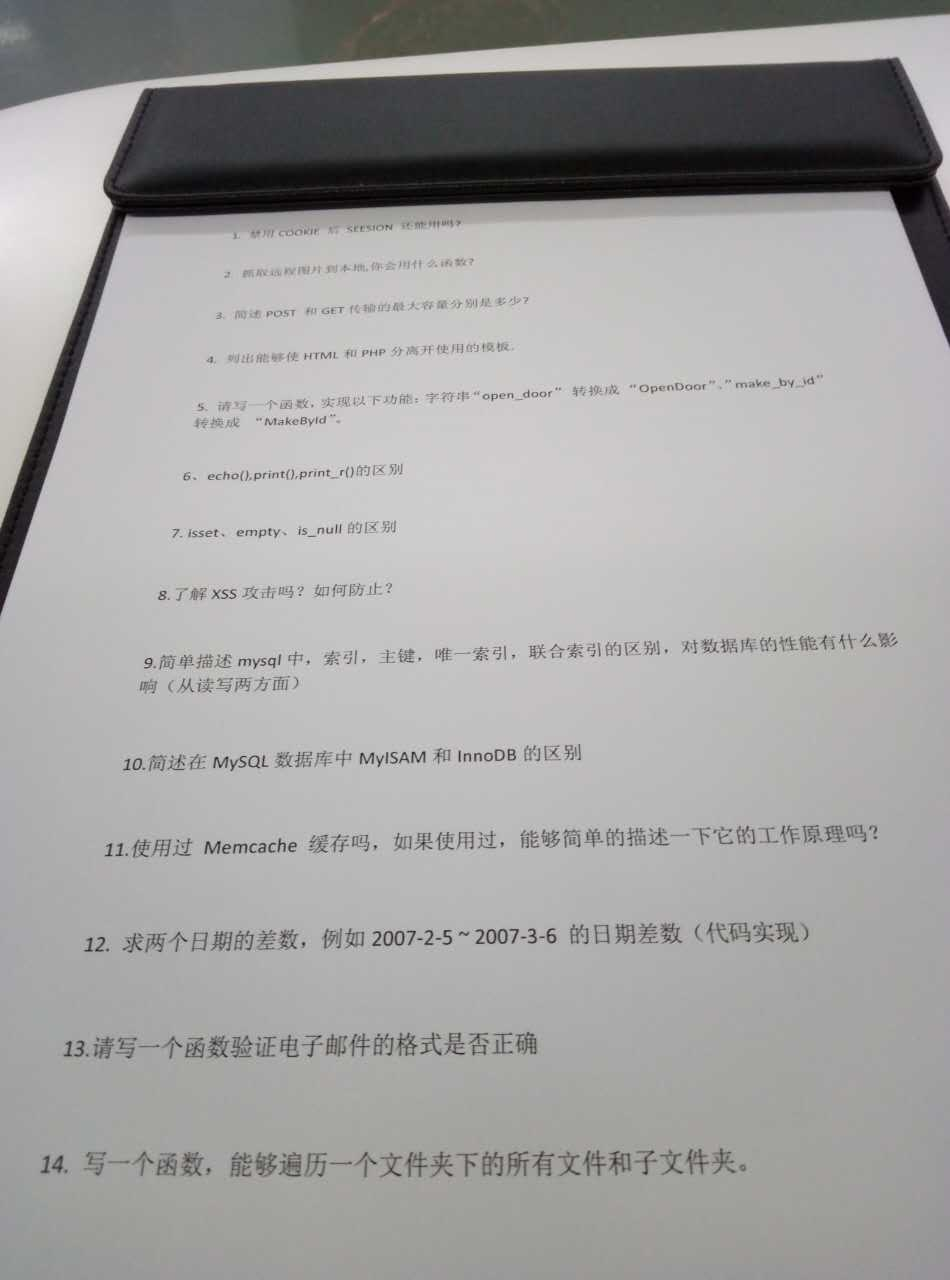 1. 禁用 COOKIE 后 SEESION 还能用吗?
2. 抓取远程图片到本地,你会用什么函数?
3. 简述 POST 和 GET 传输的最大容量分别是多少?
4. 列出能够使 HTML 和 PHP 分离开使用的模板.
5. 请写一个函数，实现以下功能：字符串“open_door” 转换成 “OpenDoor”、”make_by_id”
转换成 “MakeById”。
6、echo(),print(),print_r()的区别
7. isset、empty、is_null 的区别
8.了解 XSS 攻击吗？如何防止？
9.简单描述 mysql 中，索引，主键，唯一索引，联合索引的区别，对数据库的性能有什么影
响（从读写两方面）
10.简述在 MySQL 数据库中 MyISAM 和 InnoDB 的区别
11.使用过 Memcache 缓存吗，如果使用过，能够简单的描述一下它的工作原理吗？
12. 求两个日期的差数，例如 2007-2-5 ~ 2007-3-6 的日期差数（代码实现）
13.请写一个函数验证电子邮件的格式是否正确
14. 写一个函数，能够遍历一个文件夹下的所有文件和子文件夹。